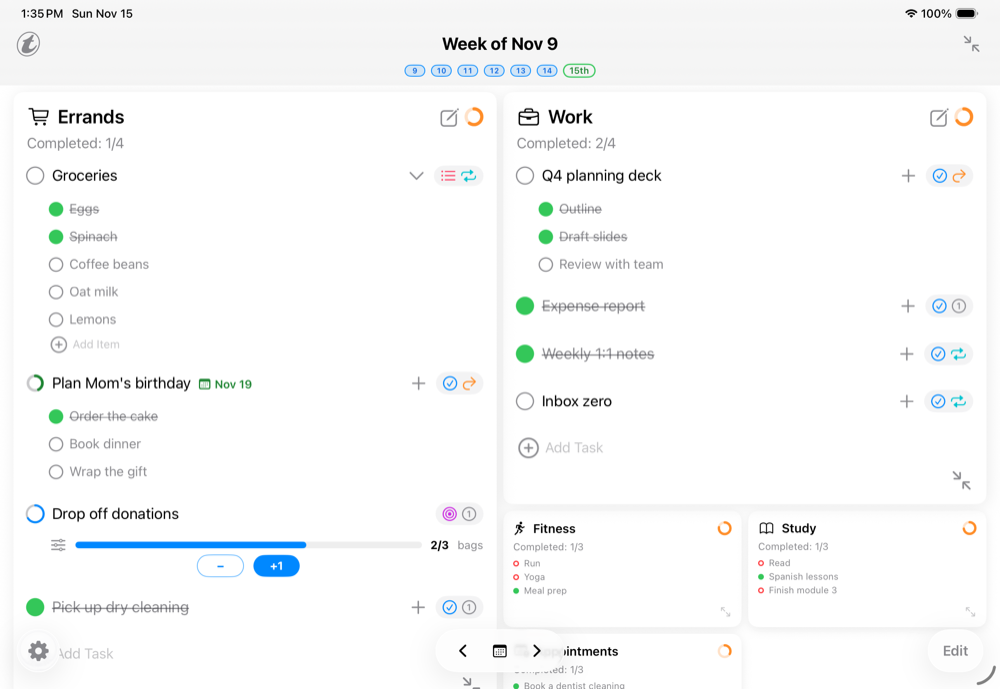 1:35 PM Sun Nov 15
100%
Week of Nov 9
9 10 11 12 13 14 15th
Errands
Completed: 1/4
Groceries
Eggs
Spinach
Coffee beans
Oat milk
Lemons
Add Item
Plan Mom's birthday Nov 19
Order the cake
Book dinner
Wrap the gift
Drop off donations 1
2/3 bags
− +1
Pick up dry cleaning 1
Add Task
Work
Completed: 2/4
Q4 planning deck
Outline
Draft slides
Review with team
Expense report 1
Weekly 1:1 notes
Inbox zero
Add Task
Fitness
Completed: 1/3
Run
Yoga
Meal prep
Study
Completed: 1/3
Read
Spanish lessons
Finish module 3
Completed: 1/3
Book a dentist cleaning
Edit